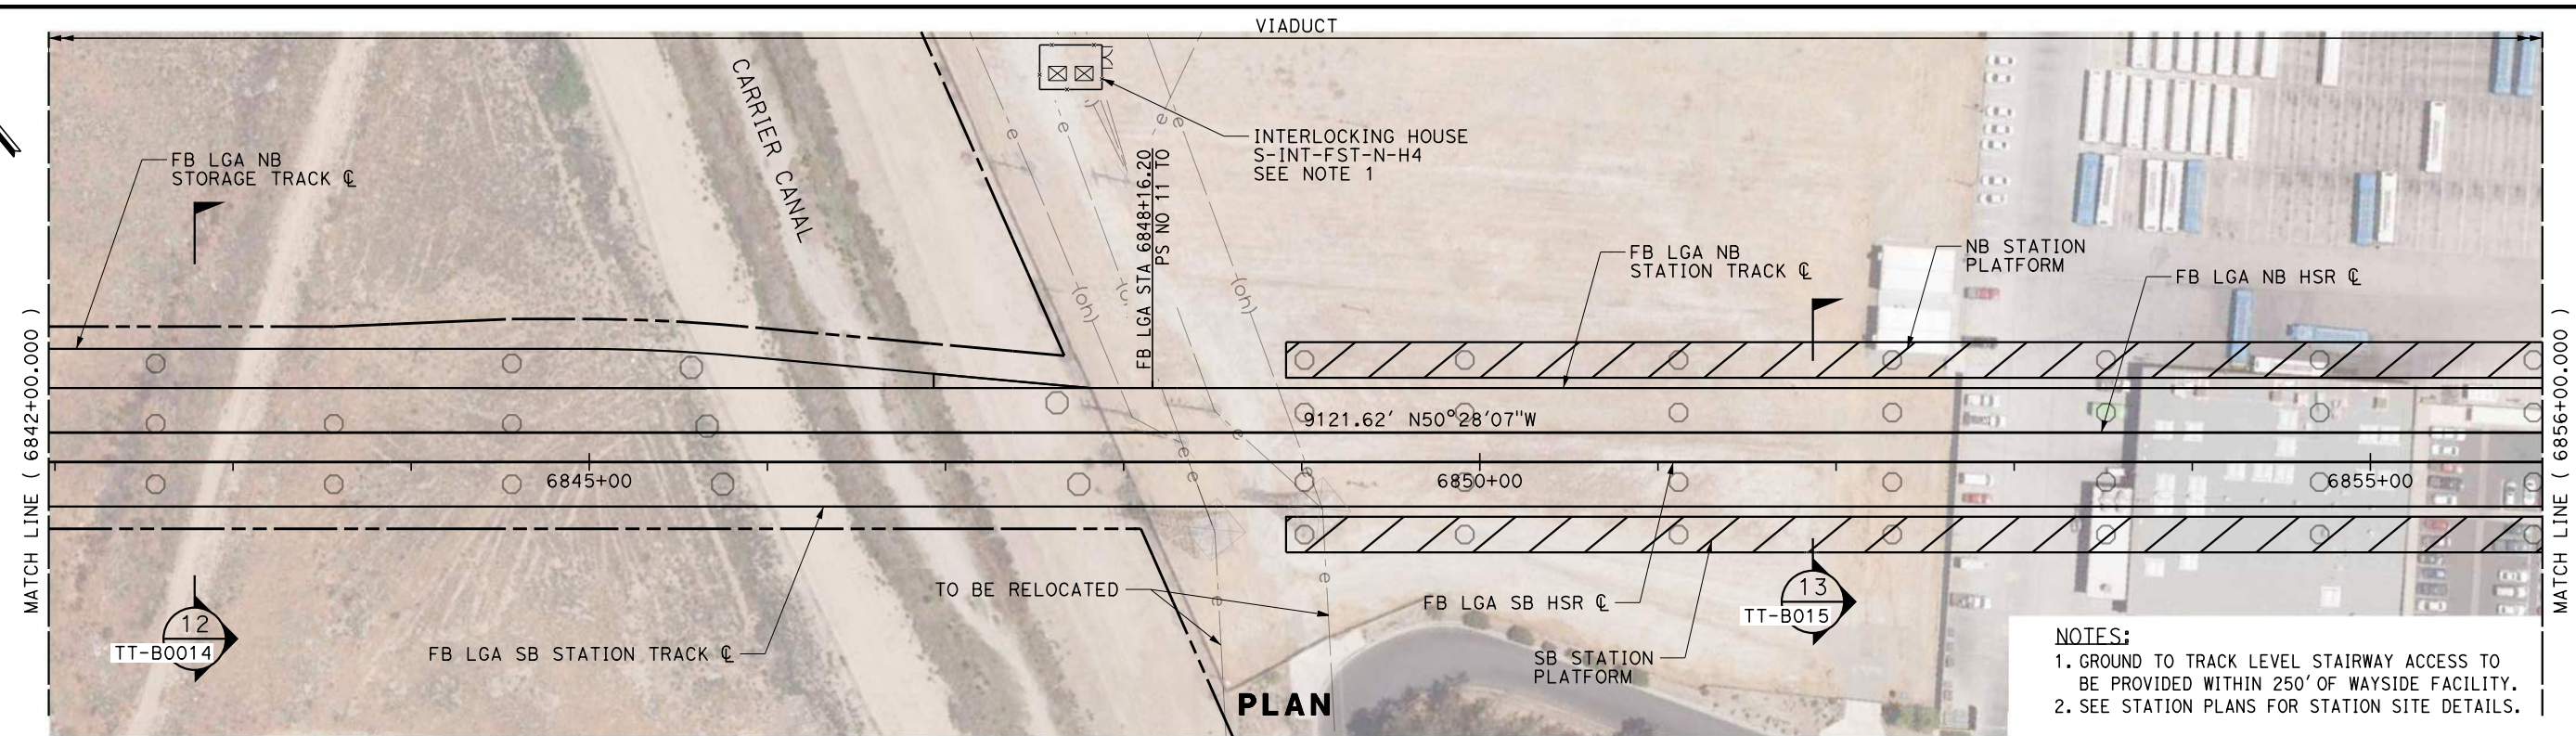 VIADUCT
CARRIER CANAL
INTERLOCKING HOUSE
S-INT-FST-N-H4
SEE NOTE 1
FB LGA NB
STORAGE TRACK ℄
FB LGA STA 6848+16.20
PS NO 11 TO
FB LGA NB
STATION TRACK ℄
NB STATION
PLATFORM
FB LGA NB HSR ℄
MATCH LINE ( 6842+00.000 )
MATCH LINE ( 6856+00.000 )
e
e
e
e
(oh)
(oh)
9121.62' N50°28'07"W
e
e
e
e
6845+00
6850+00
6855+00
e
e
TO BE RELOCATED
FB LGA SB HSR ℄
13
TT-B015
12
TT-B0014
FB LGA SB STATION TRACK ℄
SB STATION
PLATFORM
PLAN
NOTES:
1. GROUND TO TRACK LEVEL STAIRWAY ACCESS TO
BE PROVIDED WITHIN 250' OF WAYSIDE FACILITY.
2. SEE STATION PLANS FOR STATION SITE DETAILS.